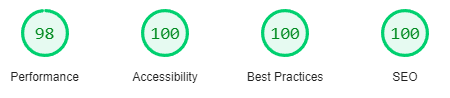 98 100 100 100
Performance Accessibility Best Practices SEO